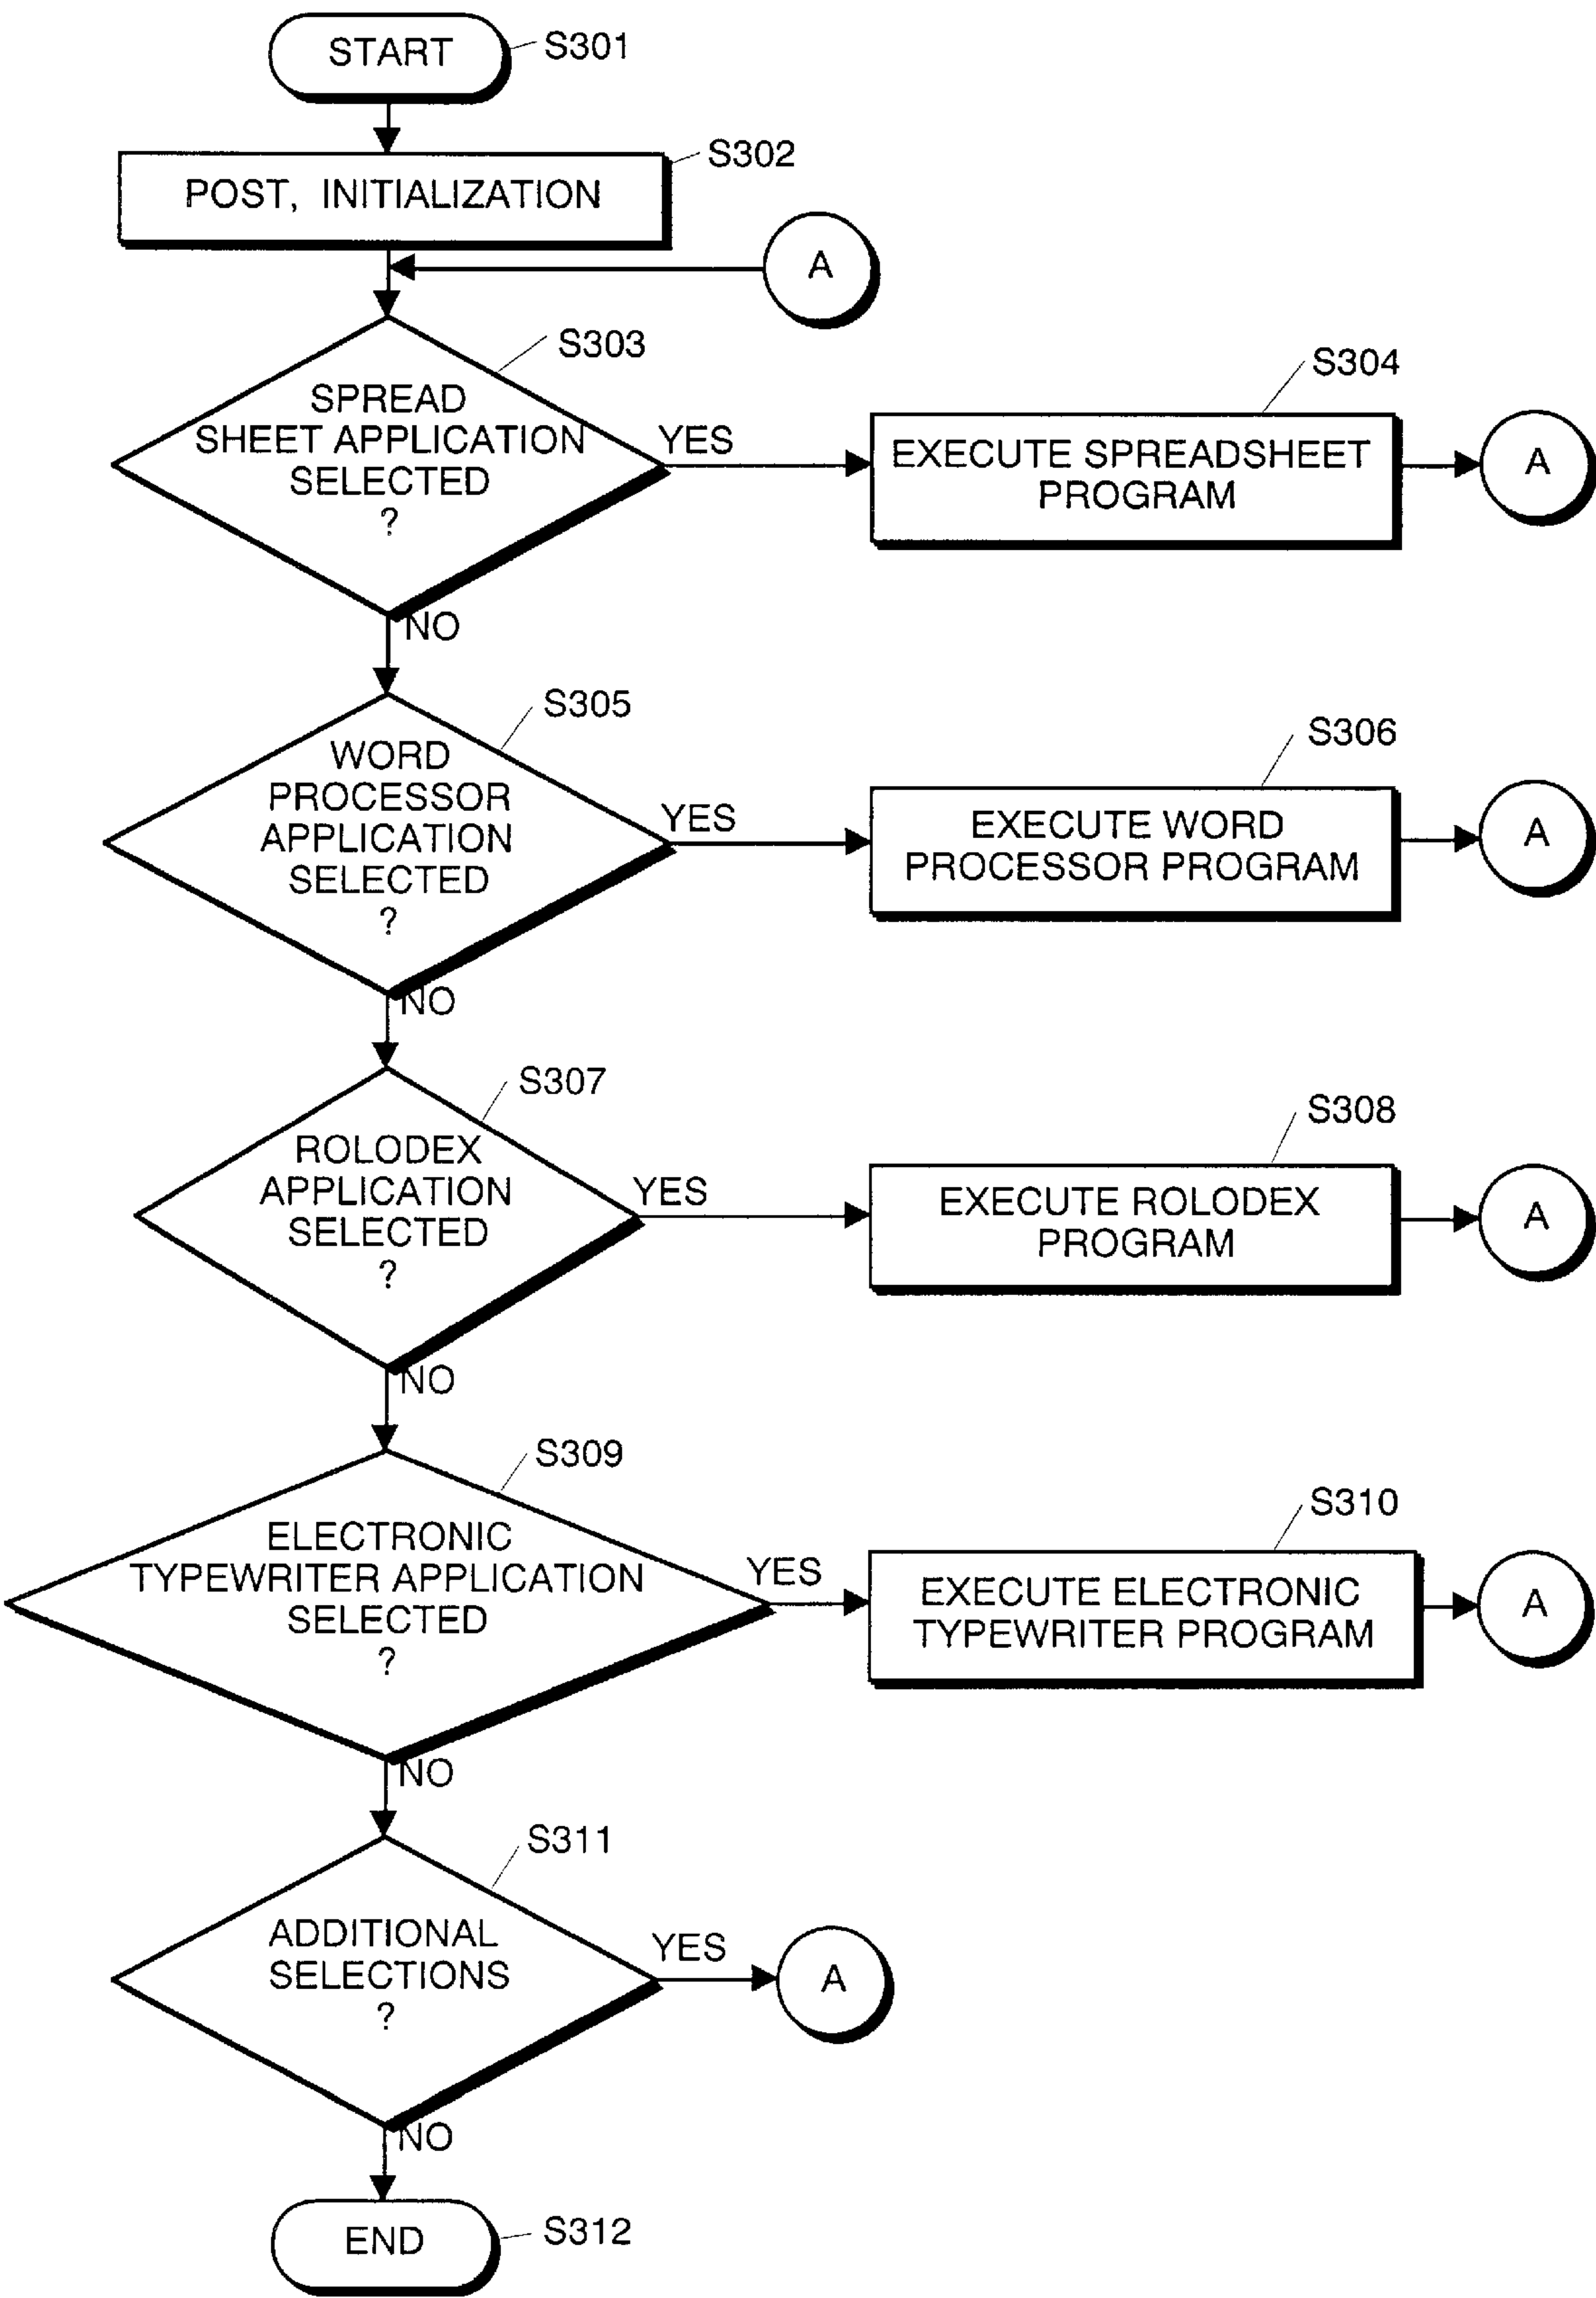 START
S301
S302
POST, INITIALIZATION
A
S303
SPREAD
SHEET APPLICATION
SELECTED
?
YES
S304
EXECUTE SPREADSHEET
PROGRAM
A
NO
S305
WORD
PROCESSOR
APPLICATION
SELECTED
?
YES
S306
EXECUTE WORD
PROCESSOR PROGRAM
A
NO
S307
ROLODEX
APPLICATION
SELECTED
?
YES
S308
EXECUTE ROLODEX
PROGRAM
A
NO
S309
ELECTRONIC
TYPEWRITER APPLICATION
SELECTED
?
YES
S310
EXECUTE ELECTRONIC
TYPEWRITER PROGRAM
A
NO
S311
ADDITIONAL
SELECTIONS
?
YES
A
NO
END
S312